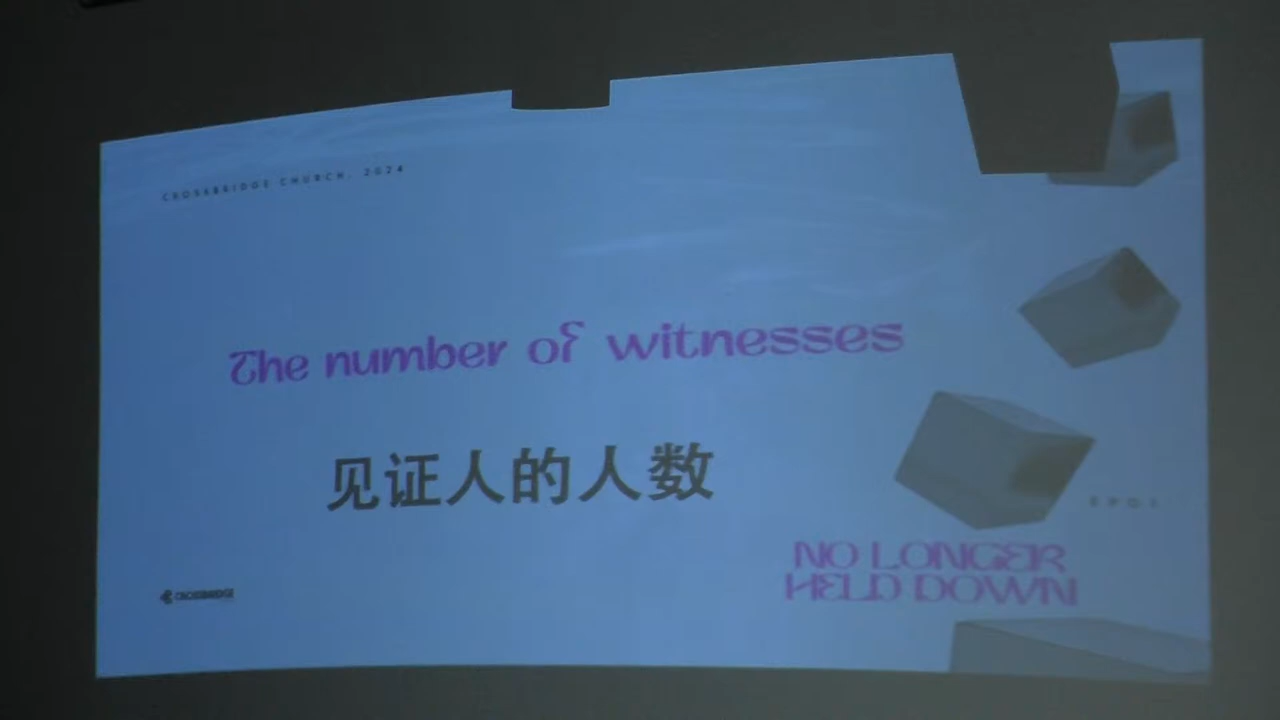 CROSSBRIDGE CHURCH, 2024
The number of witnesses
见证人的人数
NO LONGER
HELD DOWN
CROSSBRIDGE